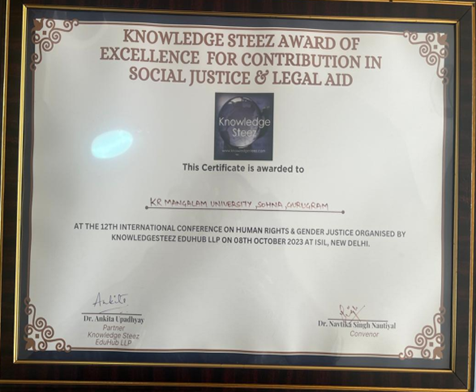 KNOWLEDGE STEEZ AWARD OF
EXCELLENCE FOR CONTRIBUTION IN
SOCIAL JUSTICE & LEGAL AID
Knowledge
Steez
This Certificate is awarded to
KR MANGALAM UNIVERSITY, SOHNA, GURUGRAM
AT THE 12TH INTERNATIONAL CONFERENCE ON HUMAN RIGHTS & GENDER JUSTICE ORGANISED BY
KNOWLEDGESTEEZ EDUHUB LLP ON 08TH OCTOBER 2023 AT ISIL, NEW DELHI.
Ankita
Dr. Ankita Upadhyay
Partner
Knowledge Steez
EduHub LLP
Dr. Navtika Singh Nautiyal
Convenor